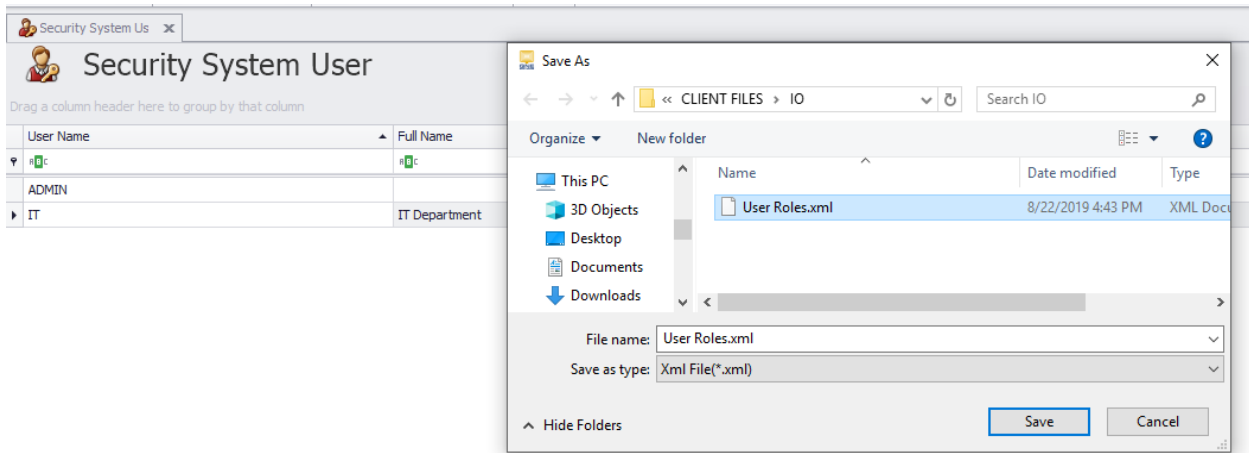 Security System Us
Security System User
Drag a column header here to group by that column
User Name Full Name
ADMIN
IT IT Department
Save As
« CLIENT FILES > IO Search IO
Organize New folder
This PC
3D Objects
Desktop
Documents
Downloads
Name Date modified Type
User Roles.xml 8/22/2019 4:43 PM XML Docu
File name: User Roles.xml
Save as type: Xml File(*.xml)
Hide Folders Save Cancel